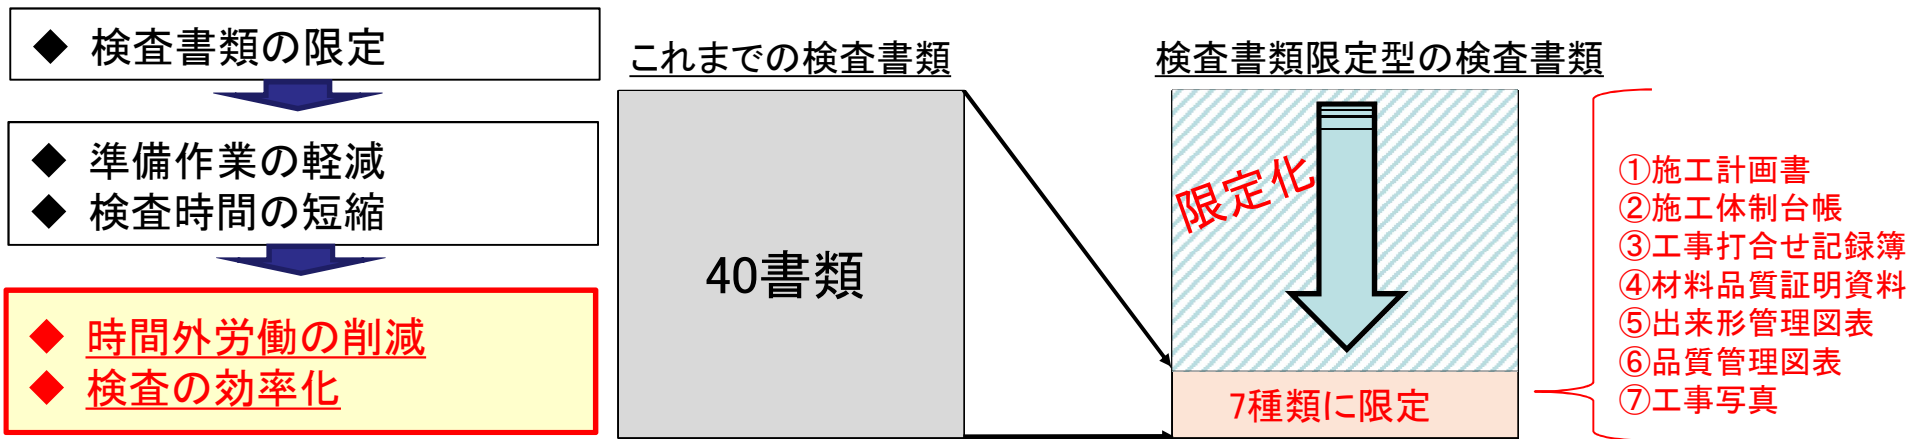 ◆ 検査書類の限定
◆ 準備作業の軽減
◆ 検査時間の短縮
◆ 時間外労働の削減
◆ 検査の効率化
これまでの検査書類
40書類
検査書類限定型の検査書類
限定化
7種類に限定
①施工計画書
②施工体制台帳
③工事打合せ記録簿
④材料品質証明資料
⑤出来形管理図表
⑥品質管理図表
⑦工事写真